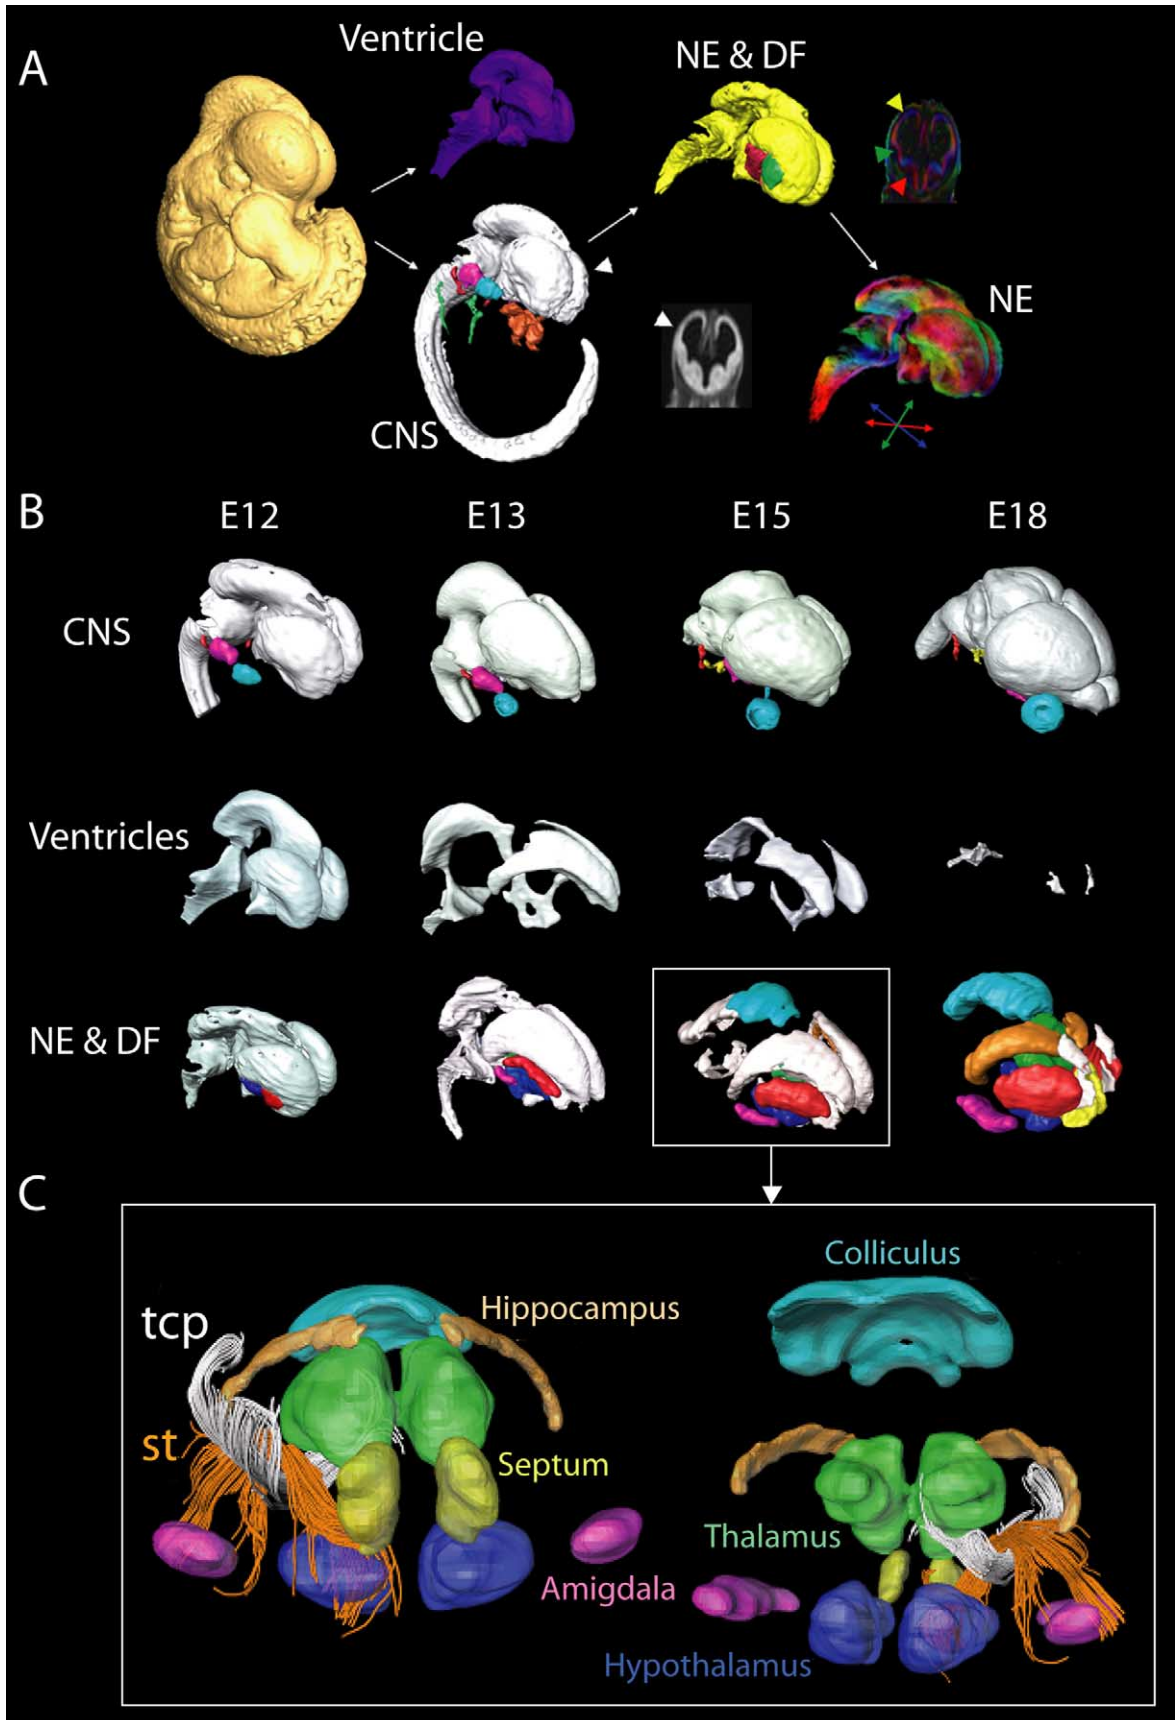 A
Ventricle
NE & DF
CNS
NE
B
E12
E13
E15
E18
CNS
Ventricles
NE & DF
C
Colliculus
Hippocampus
tcp
st
Septum
Thalamus
Amigdala
Hypothalamus